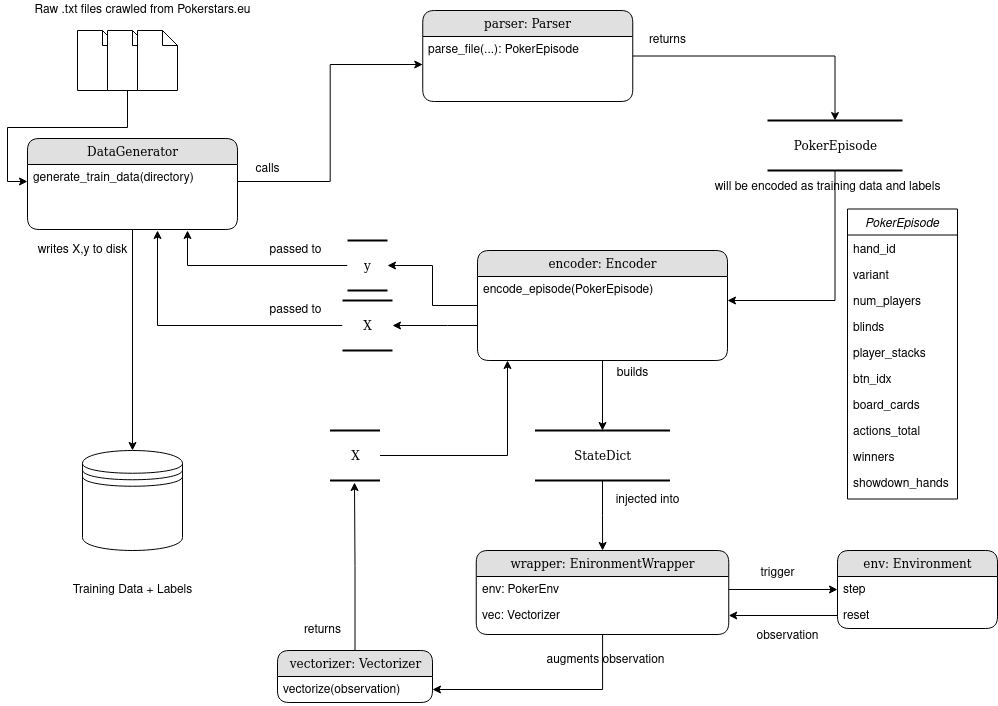 Raw .txt files crawled from Pokerstars.eu
parser: Parser
parse_file(...): PokerEpisode
returns
DataGenerator
generate_train_data(directory)
calls
PokerEpisode
will be encoded as training data and labels
writes X,y to disk
passed to
y
passed to
X
encoder: Encoder
encode_episode(PokerEpisode)
PokerEpisode
hand_id
variant
num_players
blinds
player_stacks
btn_idx
board_cards
actions_total
winners
showdown_hands
builds
X
StateDict
injected into
Training Data + Labels
wrapper: EnironmentWrapper
env: PokerEnv
vec: Vectorizer
trigger
env: Environment
step
reset
observation
returns
augments observation
vectorizer: Vectorizer
vectorize(observation)